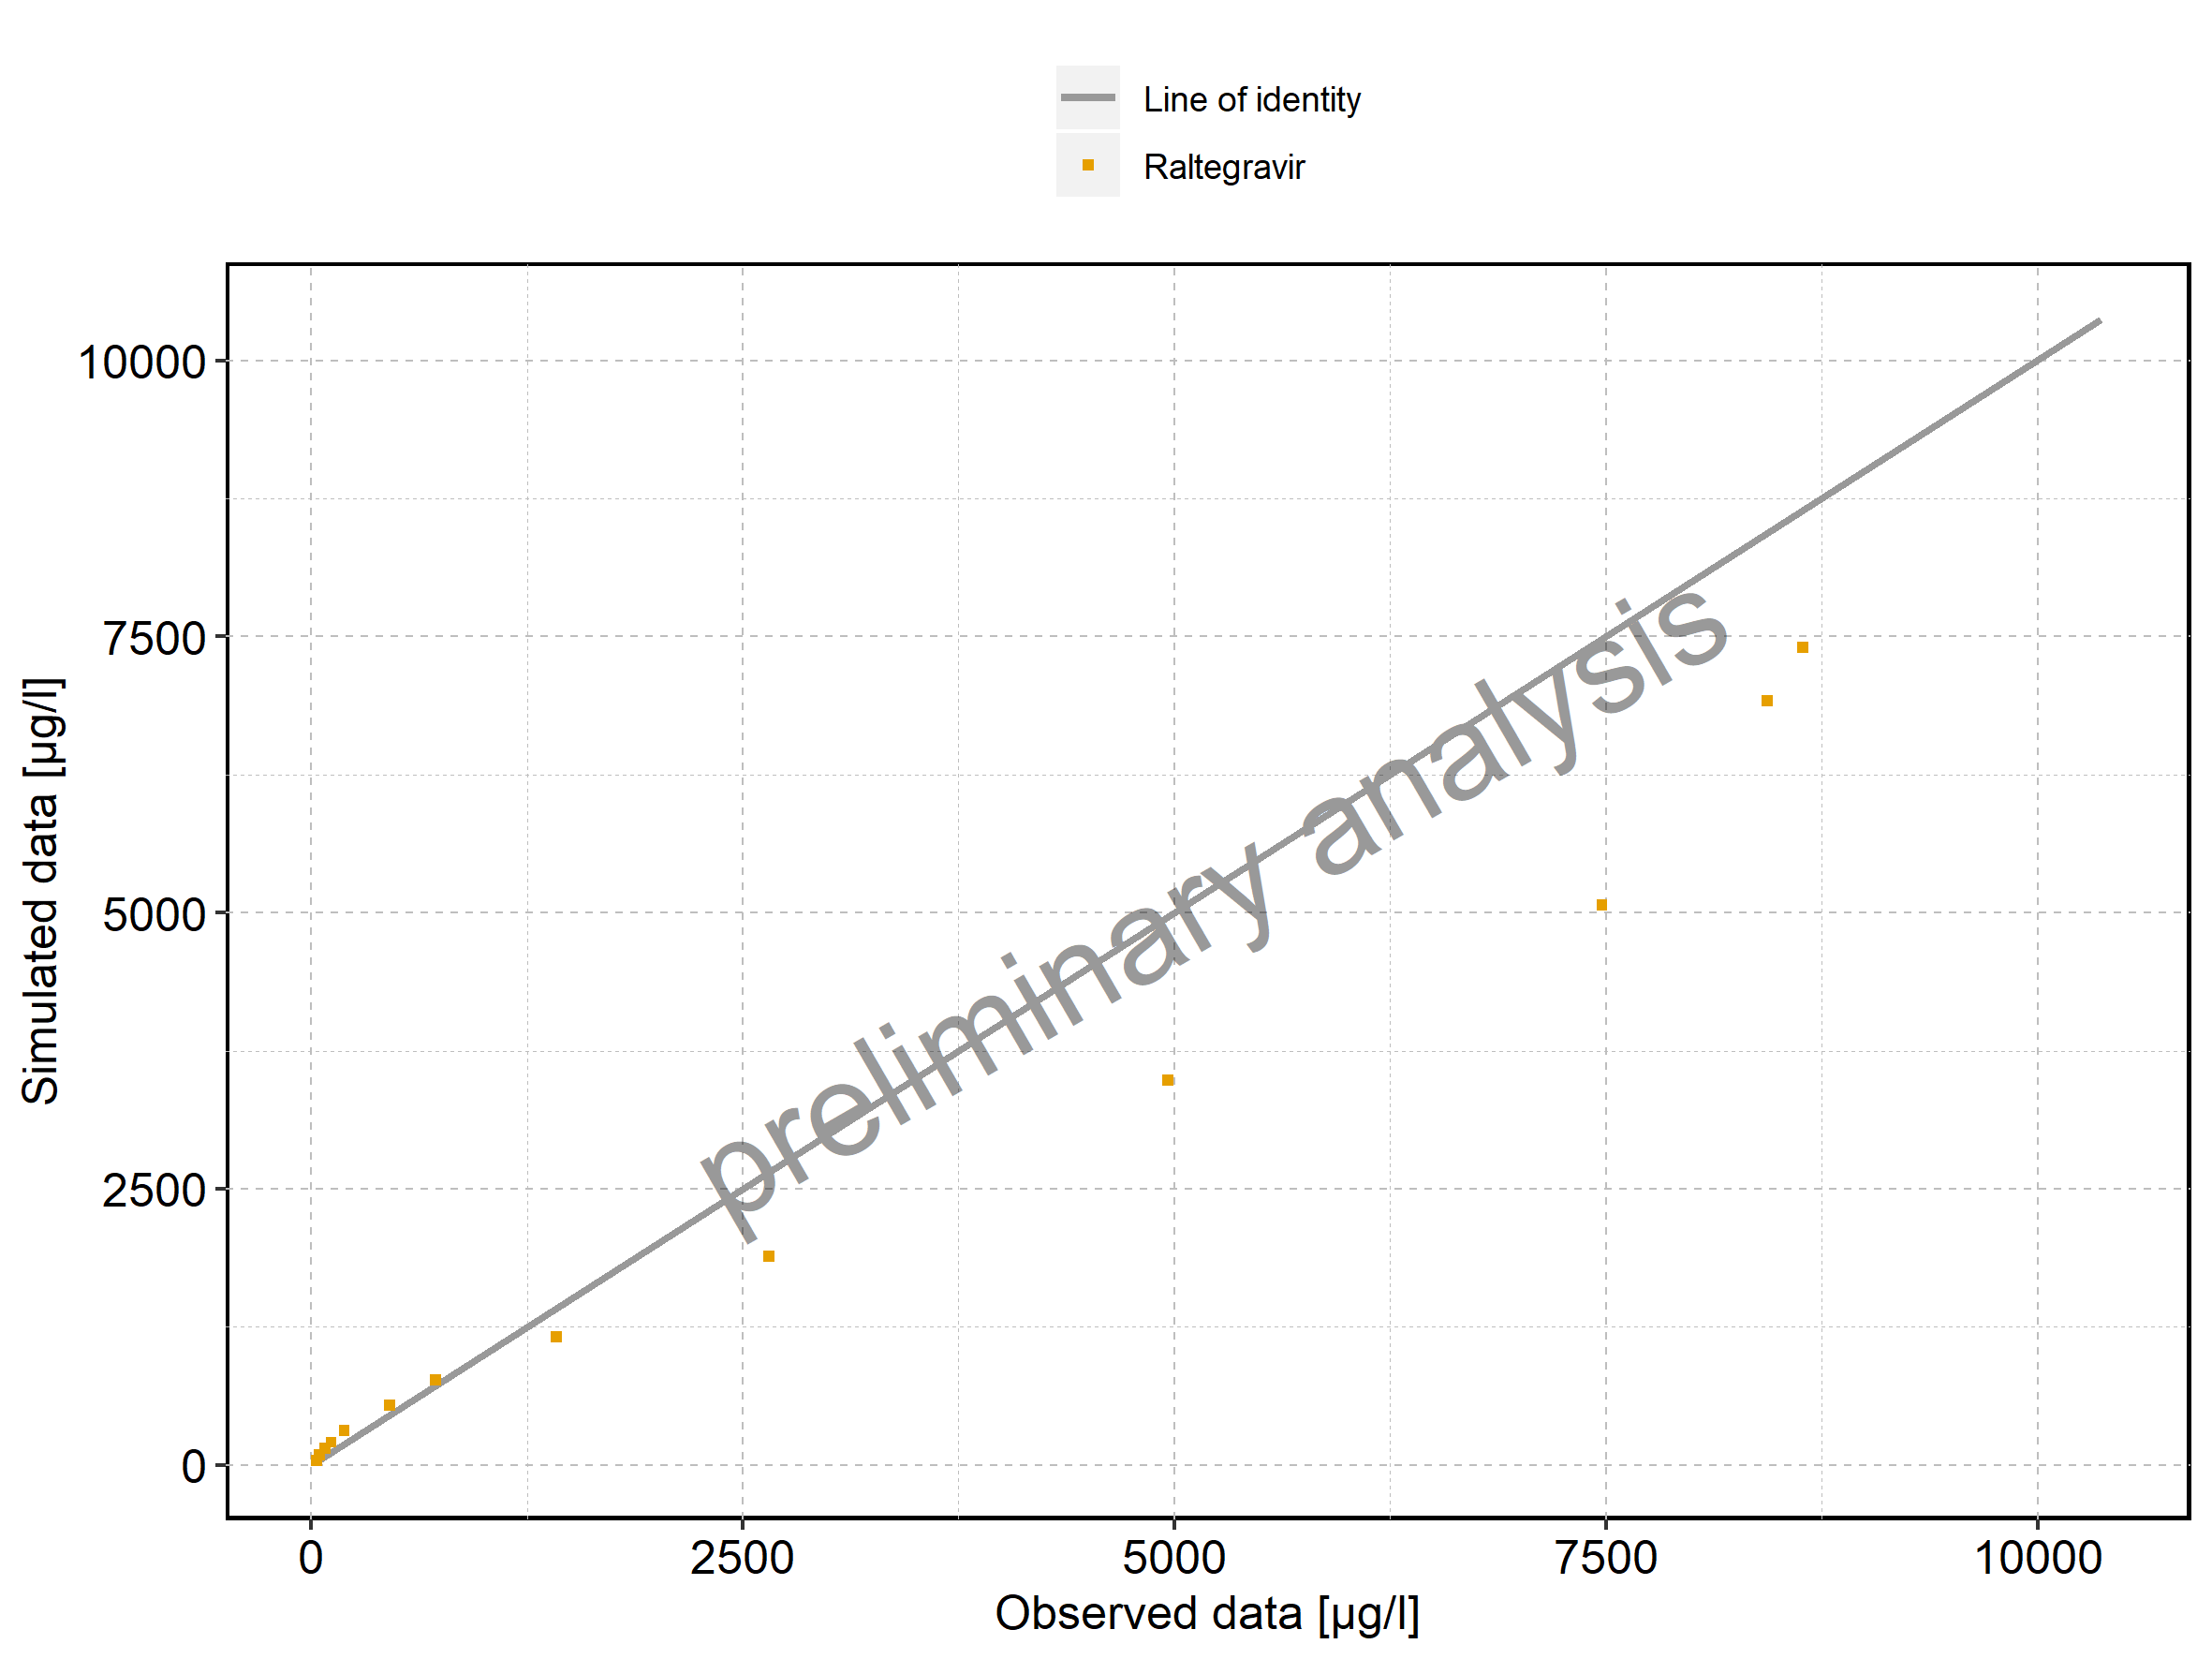 Line of identity
Raltegravir
10000
7500
5000
2500
0
Simulated data [µg/l]
preliminary analysis
0 2500 5000 7500 10000
Observed data [µg/l]